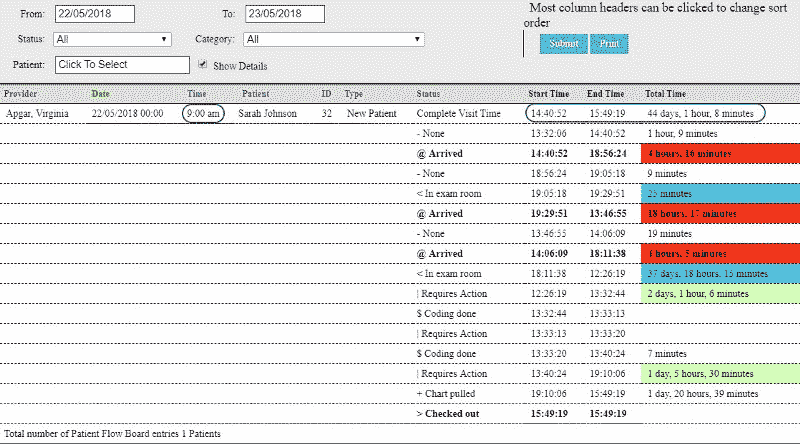 From: 22/05/2018 To: 23/05/2018
Most column headers can be clicked to change sort order
Status: All Category: All
Submit Print
Patient: Click To Select Show Details
Provider Date Time Patient ID Type Status Start Time End Time Total Time
Apgar, Virginia 22/05/2018 00:00 9:00 am Sarah Johnson 32 New Patient Complete Visit Time 14:40:52 15:49:19 44 days, 1 hour, 8 minutes
- None 13:32:06 14:40:52 1 hour, 9 minutes
@ Arrived 14:40:52 18:56:24 4 hours, 16 minutes
- None 18:56:24 19:05:18 9 minutes
< In exam room 19:05:18 19:29:51 25 minutes
@ Arrived 19:29:51 13:46:55 18 hours, 17 minutes
- None 13:46:55 14:06:09 19 minutes
@ Arrived 14:06:09 18:11:38 4 hours, 5 minutes
< In exam room 18:11:38 12:26:19 37 days, 18 hours, 15 minutes
| Requires Action 12:26:19 13:32:44 2 days, 1 hour, 6 minutes
$ Coding done 13:32:44 13:33:13
| Requires Action 13:33:13 13:33:20
$ Coding done 13:33:20 13:40:24 7 minutes
| Requires Action 13:40:24 19:10:06 1 day, 5 hours, 30 minutes
+ Chart pulled 19:10:06 15:49:19 1 day, 20 hours, 39 minutes
> Checked out 15:49:19 15:49:19
Total number of Patient Flow Board entries 1 Patients